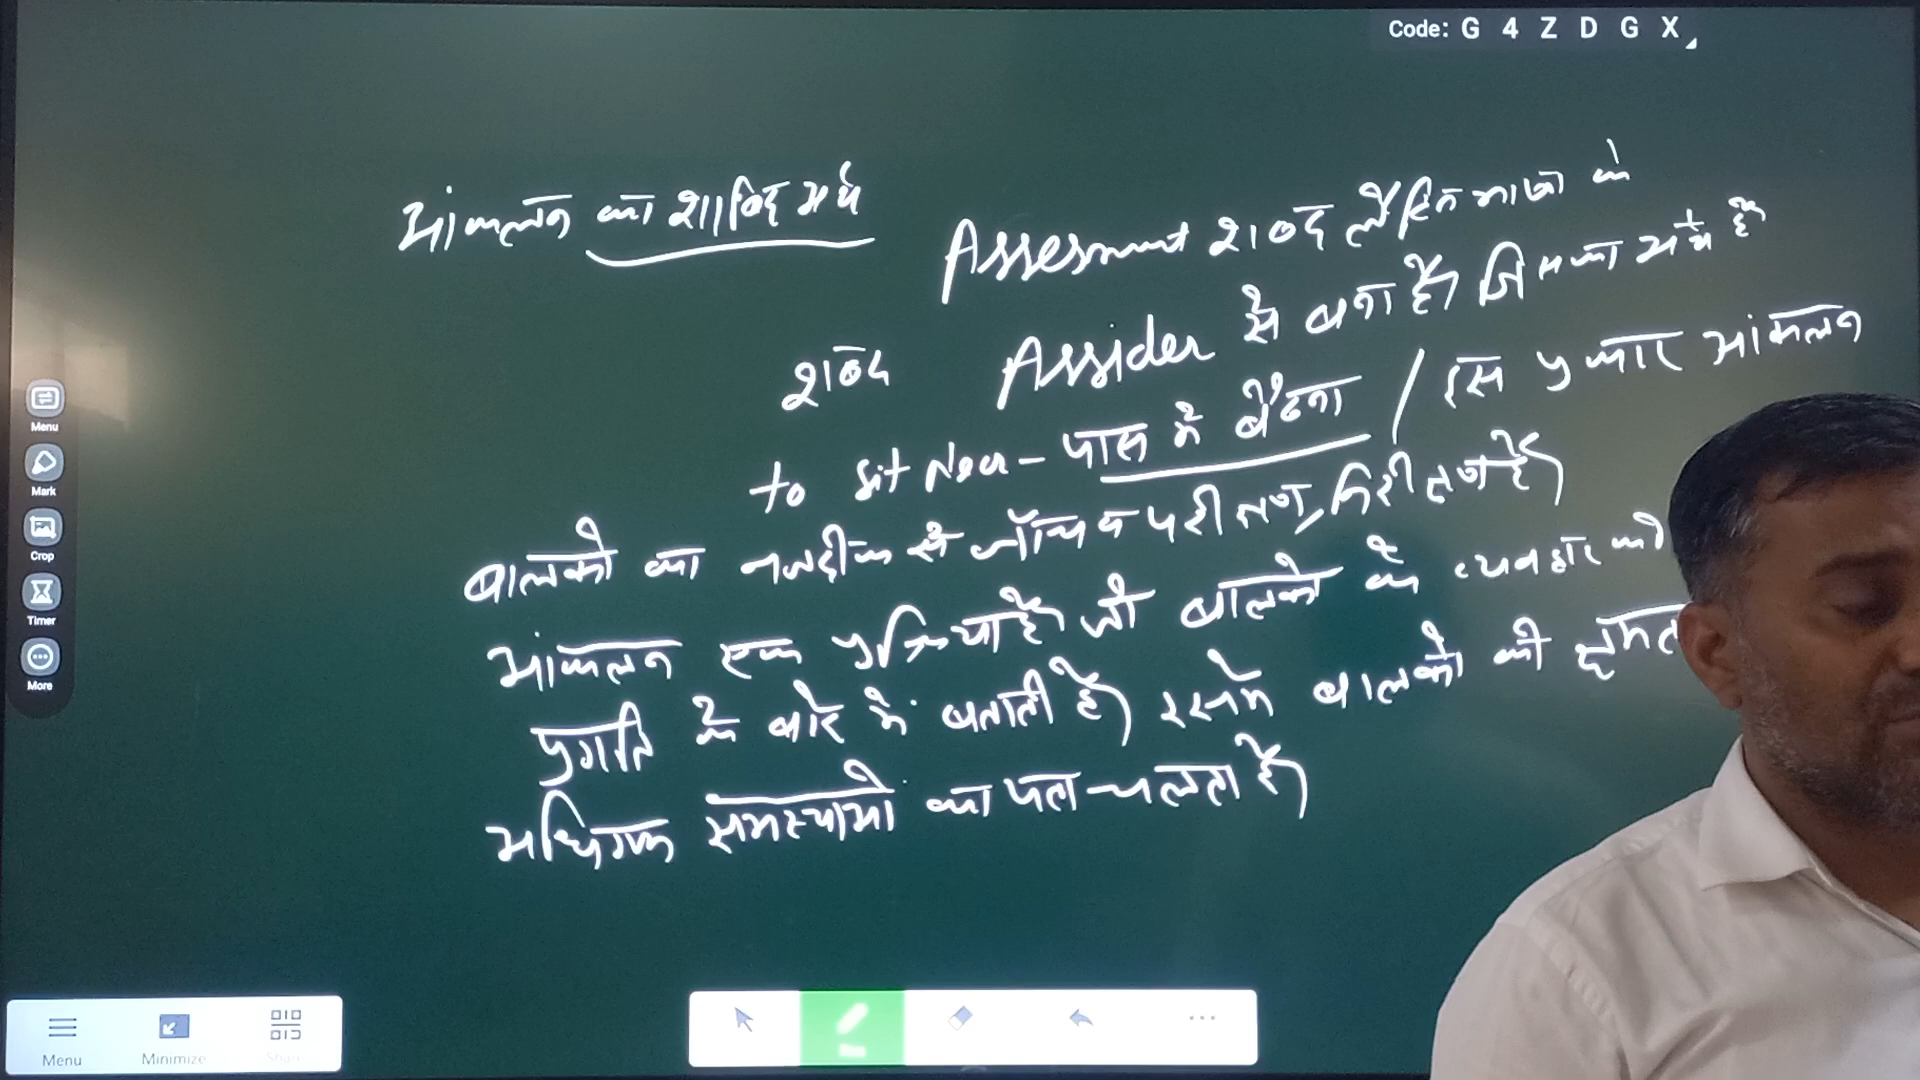 Code: G 4 Z D G X
आंकलन का शाब्दि अर्थ
Assesment शब्द लैटिन भाषा के
शब्द Assider से बना है। जिसका अर्थ है
to sit Near - पास में बैठना / इस प्रकार आंकलन
बालकों का नजदीक से जाँच व परीक्षण, निरीक्षण है।
आंकलन एक प्रक्रिया है। जो बालकों के व्यवहार को
प्रगति के बारे में बताती है। इसमें बालकों की
अधिगम समस्याओं का पता चलता है।
Menu
Mark
Crop
Timer
More
Menu
Minimize